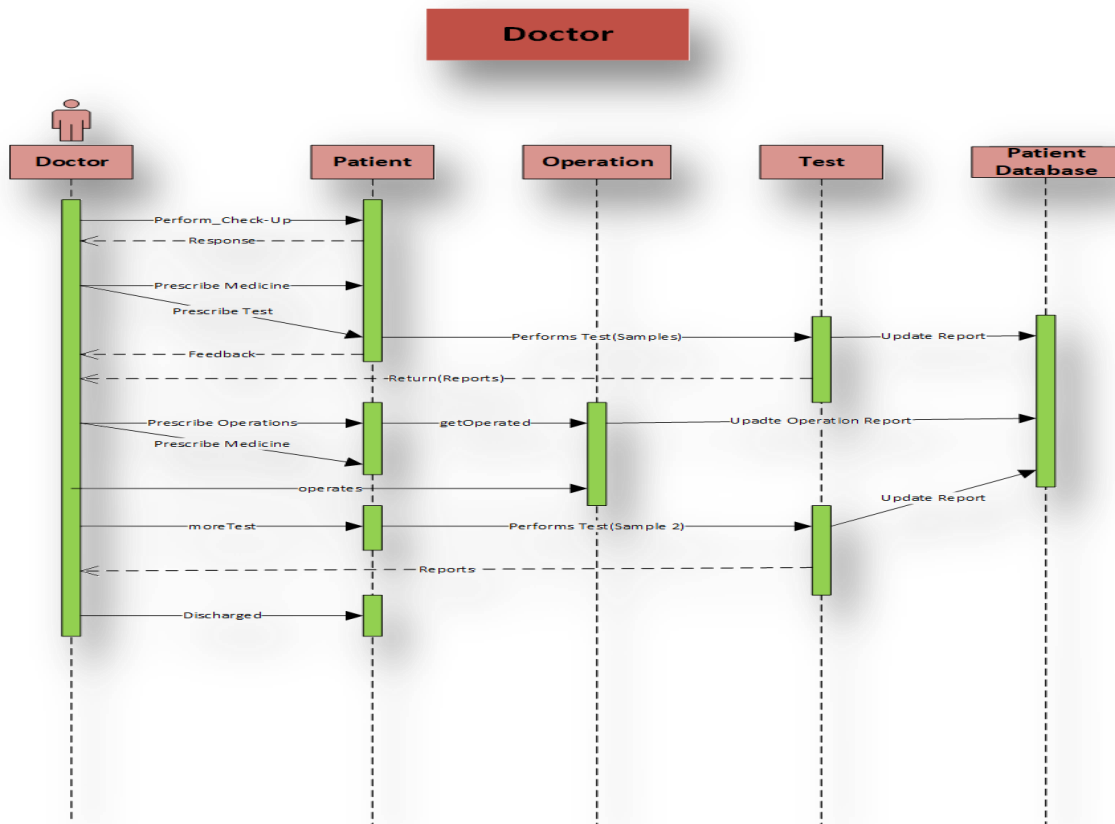 Doctor
Doctor
Patient
Operation
Test
Patient
Database
Perform_Check-Up
Response
Prescribe Medicine
Prescribe Test
Performs Test(Samples)
Update Report
Feedback
Return(Reports)
Prescribe Operations
getOperated
Upadte Operation Report
Prescribe Medicine
operates
Update Report
moreTest
Performs Test(Sample 2)
Reports
Discharged